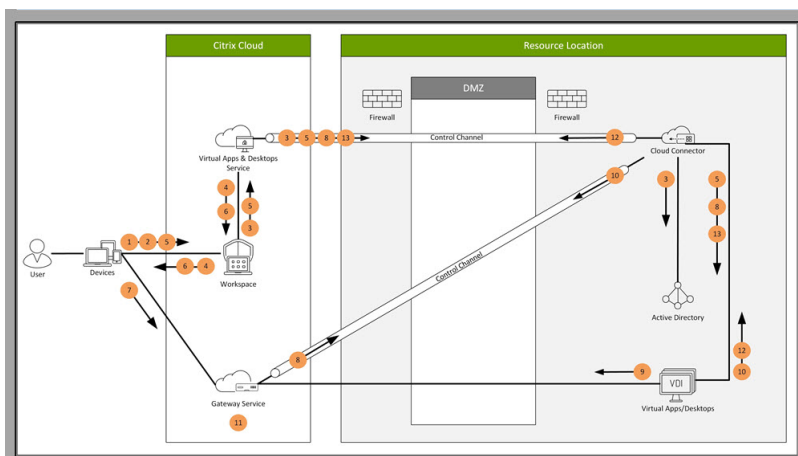 Citrix Cloud
Resource Location
DMZ
Firewall
Firewall
3 5 8 13
Control Channel
12
Virtual Apps & Desktops
Service
Cloud Connector
4
6
5
3
10
3
5
8
13
User
Devices
1 2 5
6 4
Workspace
7
Control Channel
Active Directory
8
9
12
10
Gateway Service
11
VDI
Virtual Apps/Desktops